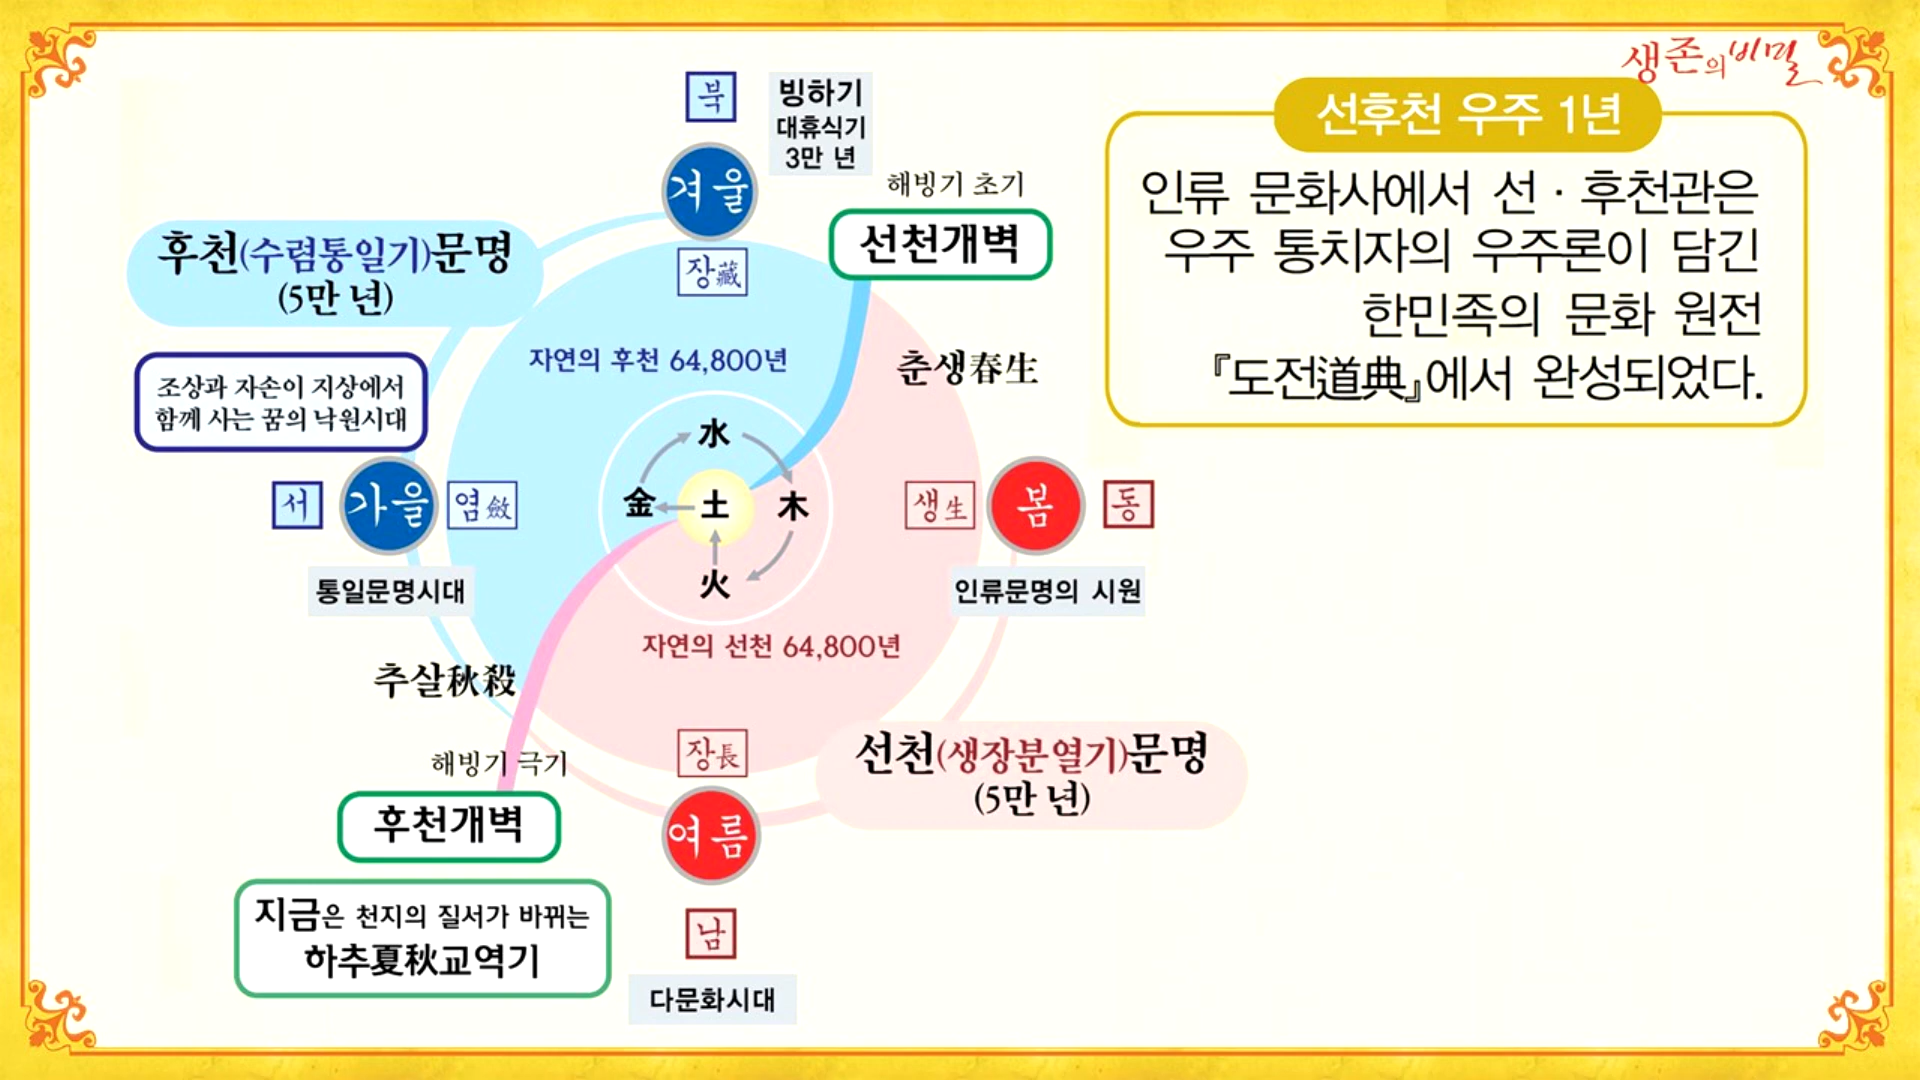 생존의 비밀
선후천 우주 1년
인류 문화사에서 선·후천관은
우주 통치자의 우주론이 담긴
한민족의 문화 원전
『도전道典』에서 완성되었다.
북
빙하기
대휴식기
3만 년
겨울
장藏
해빙기 초기
선천개벽
후천(수렴통일기)문명
(5만 년)
조상과 자손이 지상에서
함께 사는 꿈의 낙원시대
자연의 후천 64,800년
춘생春生
水
金
土
木
火
서
가을
염斂
생生
봄
동
통일문명시대
인류문명의 시원
자연의 선천 64,800년
추살秋殺
해빙기 극기
후천개벽
장長
여름
선천(생장분열기)문명
(5만 년)
지금은 천지의 질서가 바뀌는
하추夏秋교역기
남
다문화시대